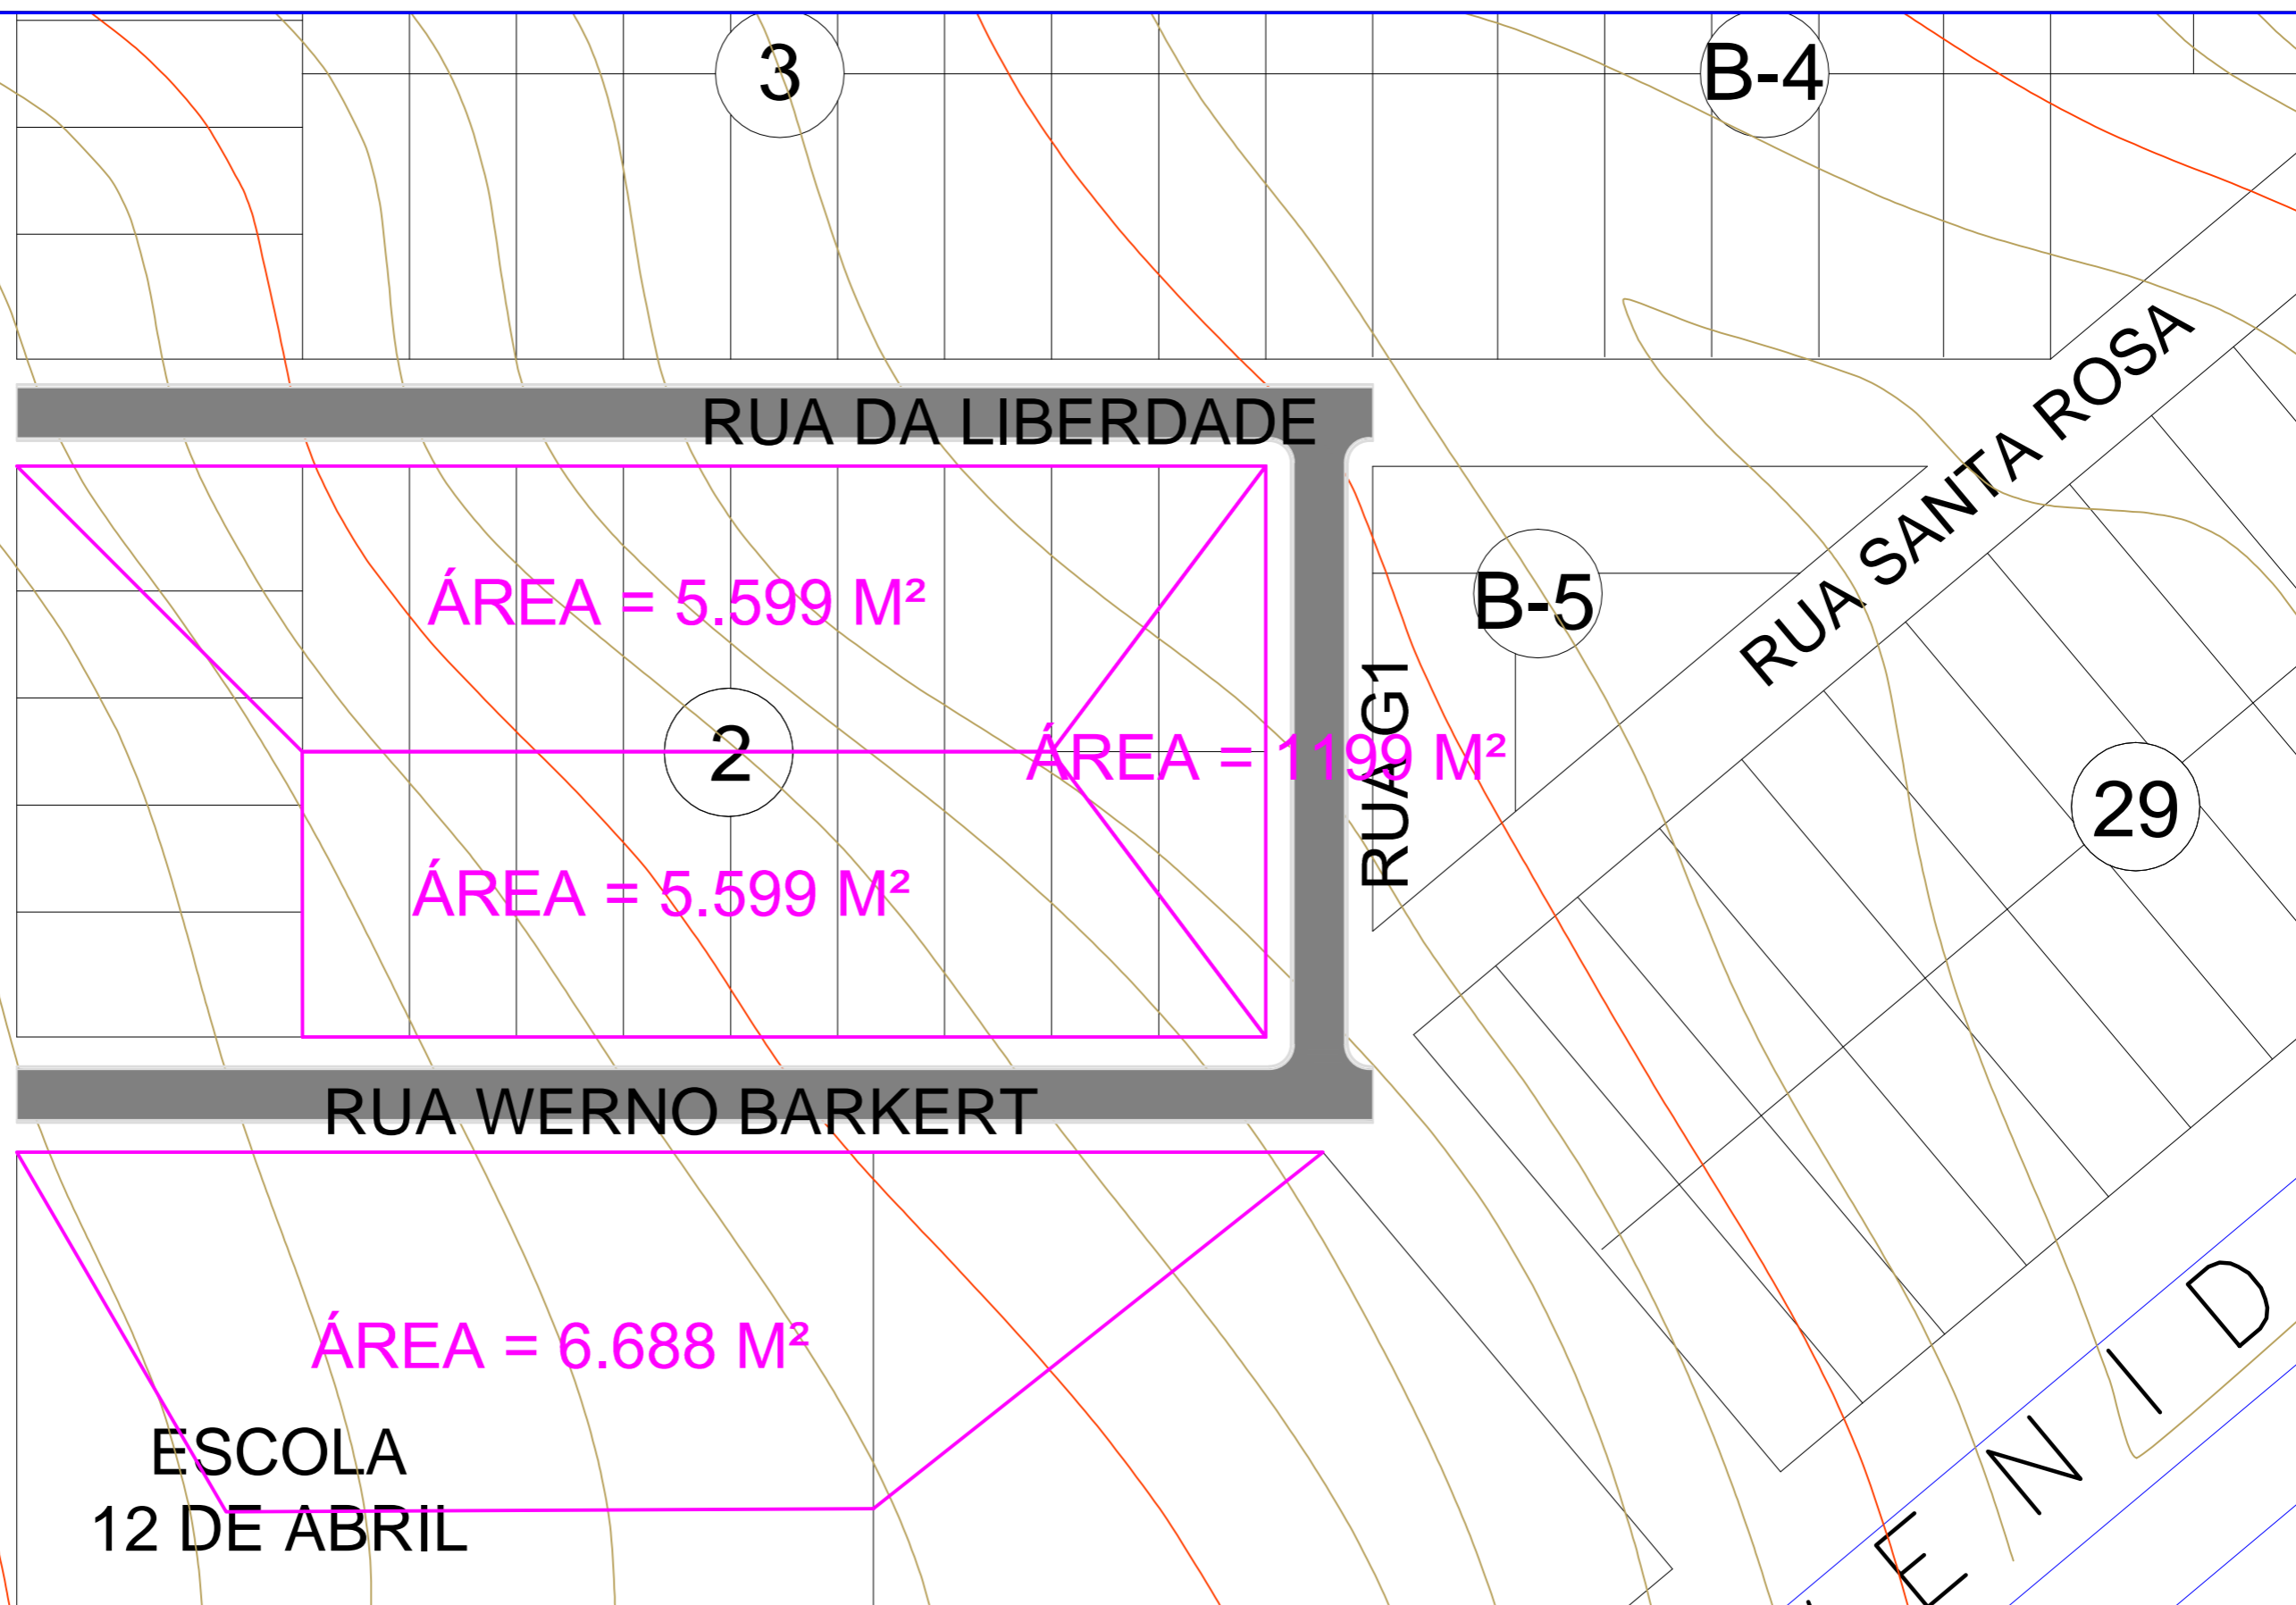 3
B-4
RUA DA LIBERDADE
RUA SANTA ROSA
B-5
ÁREA = 5.599 M²
2
ÁREA = 1199 M²
RUA G1
29
ÁREA = 5.599 M²
RUA WERNO BARKERT
ÁREA = 6.688 M²
ESCOLA
12 DE ABRIL
E N I D